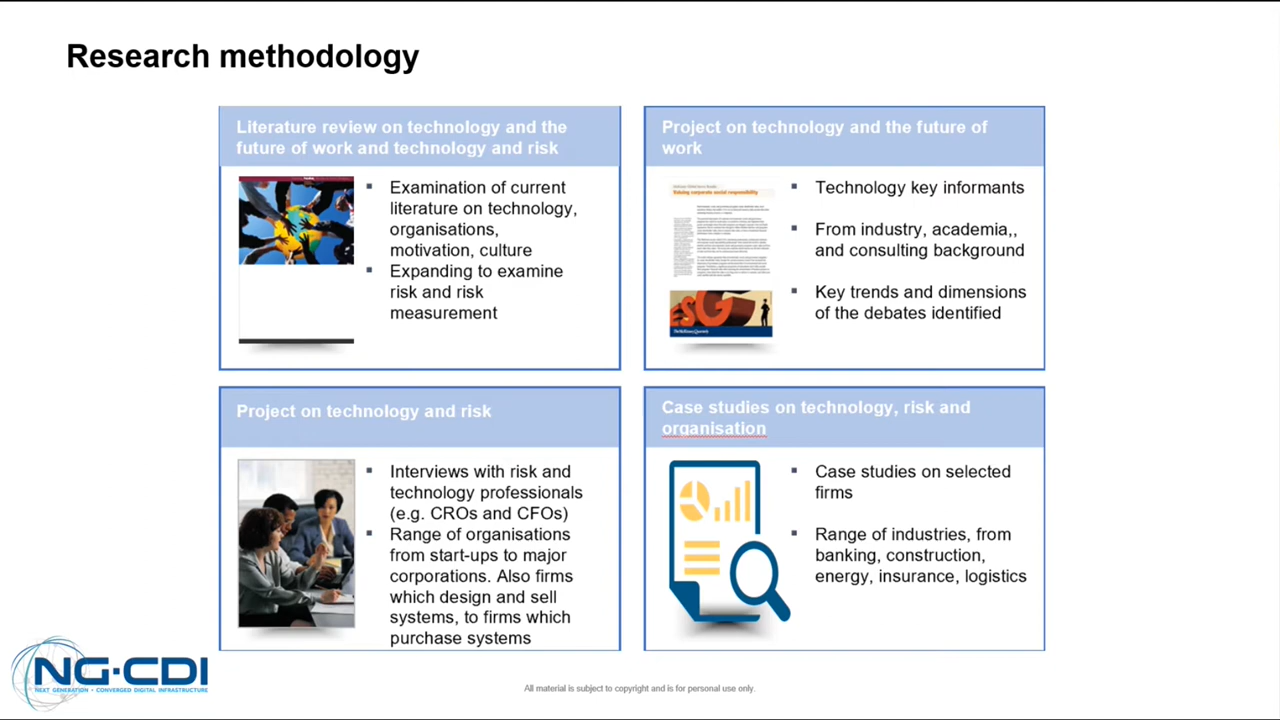 Research methodology
Literature review on technology and the
future of work and technology and risk
Examination of current
literature on technology,
organisations,
motivation, culture
Expanding to examine
risk and risk
measurement
Project on technology and the future of
work
Raising corporate social responsibility
ESG
Technology key informants
From industry, academia,,
and consulting background
Key trends and dimensions
of the debates identified
Project on technology and risk
Interviews with risk and
technology professionals
(e.g. CROs and CFOs)
Range of organisations
from start-ups to major
corporations. Also firms
which design and sell
systems, to firms which
purchase systems
Case studies on technology, risk and
organisation
Case studies on selected
firms
Range of industries, from
banking, construction,
energy, insurance, logistics
NG·CDI
NEXT GENERATION • CONVERGED DIGITAL INFRASTRUCTURE
All material is subject to copyright and is for personal use only.